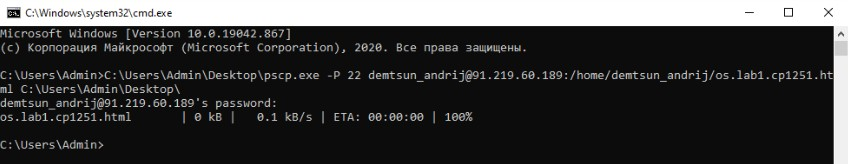 C:\Windows\system32\cmd.exe
Microsoft Windows [Version 10.0.19042.867]
(c) Корпорация Майкрософт (Microsoft Corporation), 2020. Все права защищены.
C:\Users\Admin>C:\Users\Admin\Desktop\pscp.exe -P 22 demtsun_andrij@91.219.60.189:/home/demtsun_andrij/os.lab1.cp1251.ht
ml C:\Users\Admin\Desktop\
demtsun_andrij@91.219.60.189's password:
os.lab1.cp1251.html       | 0 kB |   0.1 kB/s | ETA: 00:00:00 | 100%
C:\Users\Admin>